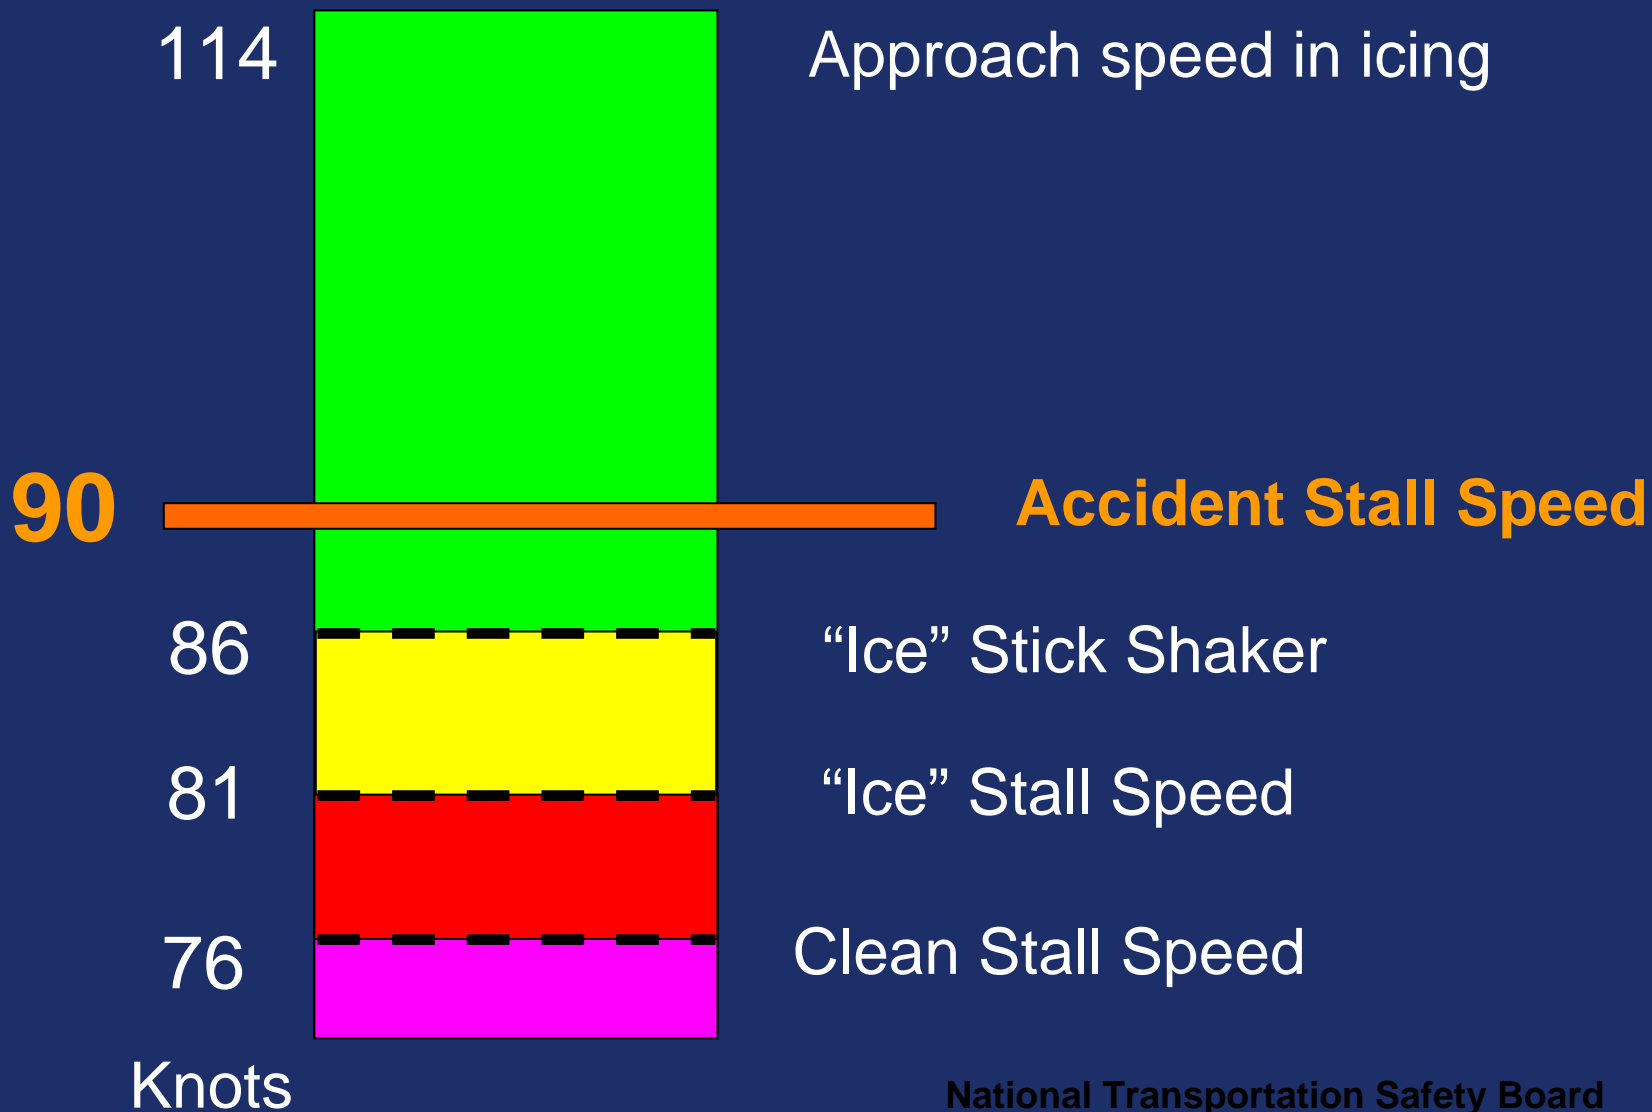 114 Approach speed in icing
90 Accident Stall Speed
86 “Ice” Stick Shaker
81 “Ice” Stall Speed
76 Clean Stall Speed
Knots
National Transportation Safety Board